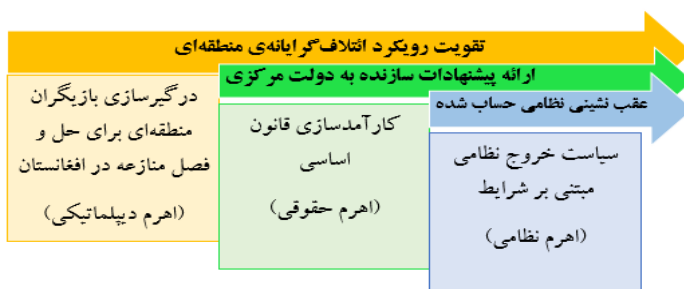 تقویت رویکرد ائتلاف‌گرایانه‌ی منطقه‌ای
ارائه پیشنهادات سازنده به دولت مرکزی
عقب نشینی نظامی حساب شده
درگیرسازی بازیگران
منطقه‌ای برای حل و
فصل منازعه در افغانستان
(اهرم دیپلماتیکی)
کارآمدسازی قانون
اساسی
(اهرم حقوقی)
سیاست خروج نظامی
مبتنی بر شرایط
(اهرم نظامی)